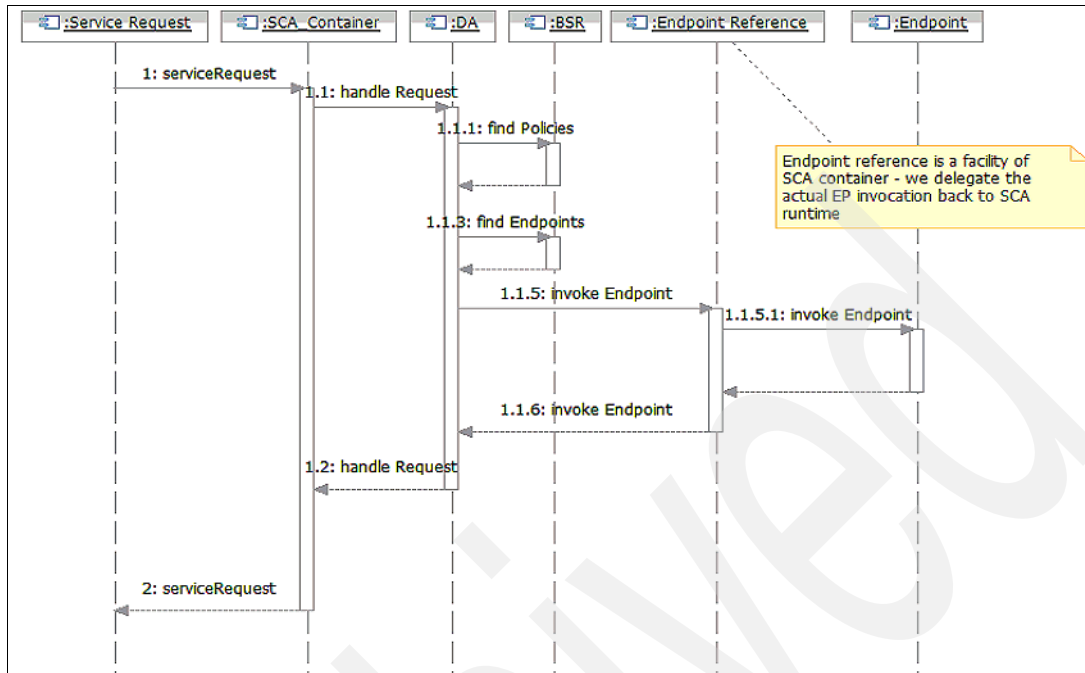 :Service Request
:SCA_Container
:DA
:BSR
:Endpoint Reference
:Endpoint
1: serviceRequest
1.1: handle Request
1.1.1: find Policies
Endpoint reference is a facility of
SCA container - we delegate the
actual EP invocation back to SCA
runtime
1.1.3: find Endpoints
1.1.5: invoke Endpoint
1.1.5.1: invoke Endpoint
1.1.6: invoke Endpoint
1.2: handle Request
2: serviceRequest